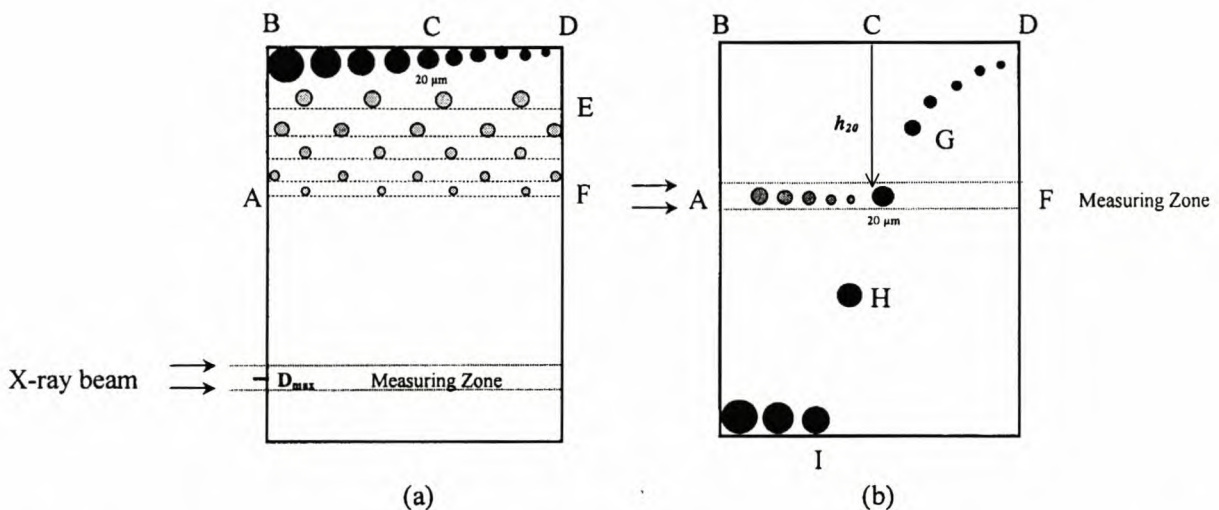 B C D
20 μm
E
A F
X-ray beam Dmax Measuring Zone
(a)
B C D
h20
G
A F Measuring Zone
20 μm
H
I
(b)